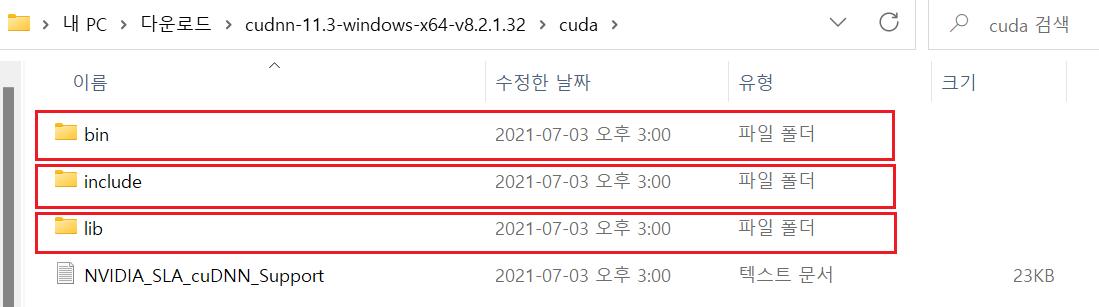 내 PC > 다운로드 > cudnn-11.3-windows-x64-v8.2.1.32 > cuda > cuda 검색
이름 수정한 날짜 유형 크기
bin 2021-07-03 오후 3:00 파일 폴더
include 2021-07-03 오후 3:00 파일 폴더
lib 2021-07-03 오후 3:00 파일 폴더
NVIDIA_SLA_cuDNN_Support 2021-07-03 오후 3:00 텍스트 문서 23KB